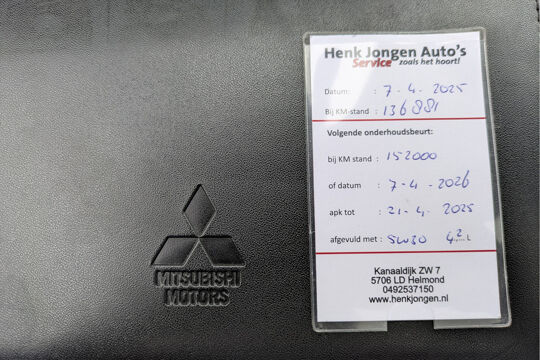 Henk Jongen Auto's
Service zoals het hoort!
Datum: : 7-4-2025
Bij KM-stand : 136881
Volgende onderhoudsbeurt:
bij KM stand : 152000
of datum : 7-4-2026
apk tot : 21-4-2025
afgevuld met : 5W30 4,2 L
Kanaaldijk ZW 7
5706 LD Helmond
0492537150
www.henkjongen.nl
MITSUBISHI
MOTORS